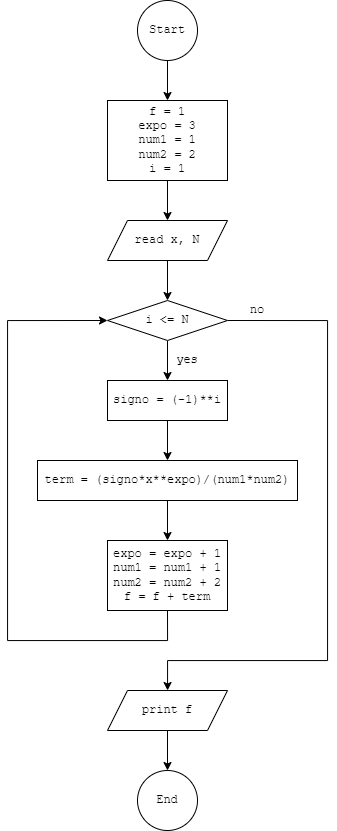 Start
f = 1
expo = 3
num1 = 1
num2 = 2
i = 1
read x, N
i <= N
no
yes
signo = (-1)**i
term = (signo*x**expo)/(num1*num2)
expo = expo + 1
num1 = num1 + 1
num2 = num2 + 2
f = f + term
print f
End